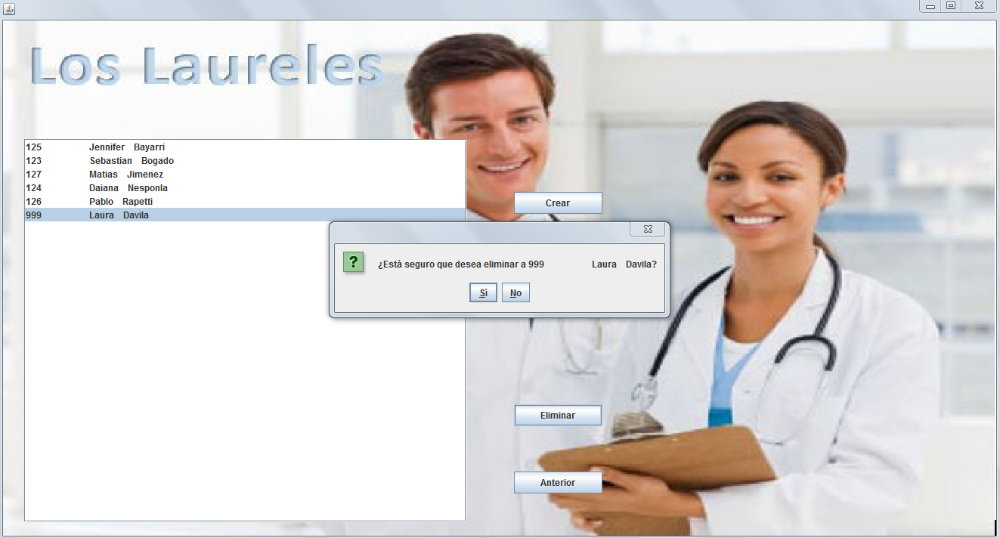 Los Laureles
125 Jennifer Bayarri
123 Sebastian Bogado
127 Matias Jimenez
124 Daiana Nesponla
126 Pablo Rapetti
999 Laura Davila
Crear
?
¿Está seguro que desea eliminar a 999 Laura Davila?
Sí No
Eliminar
Anterior